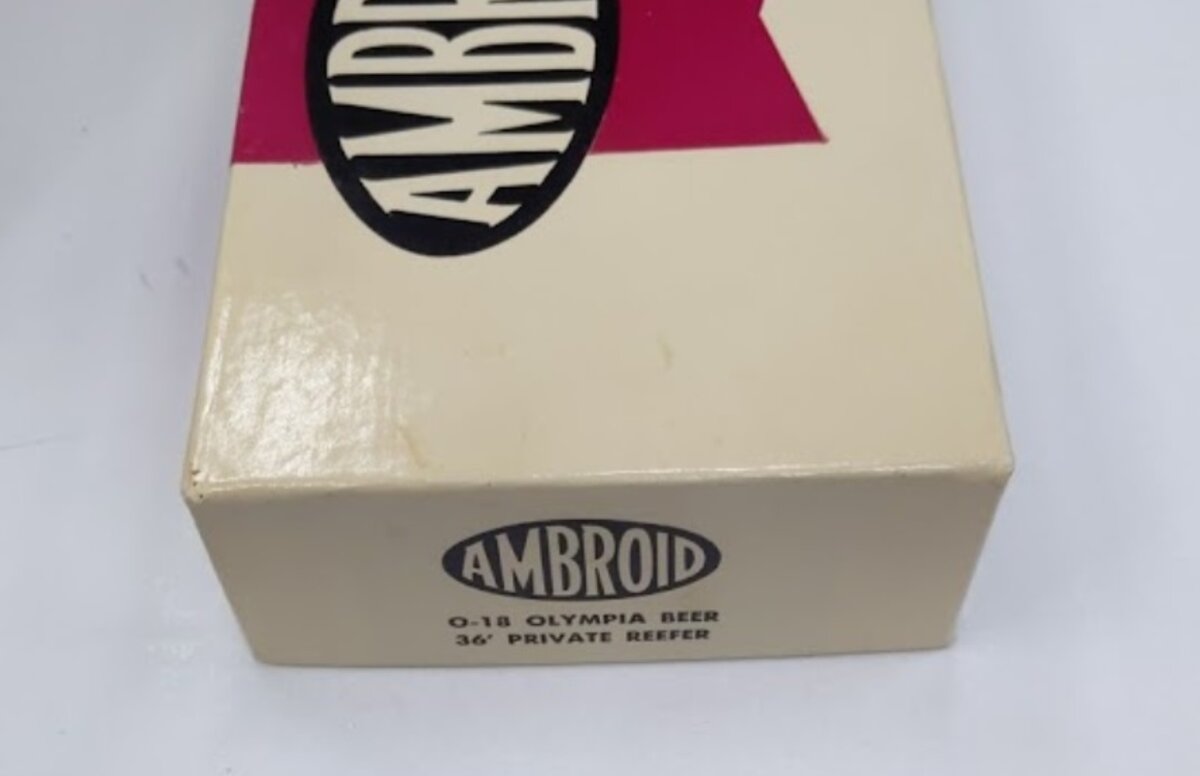 AMBROID
O-18 OLYMPIA BEER
36' PRIVATE REEFER